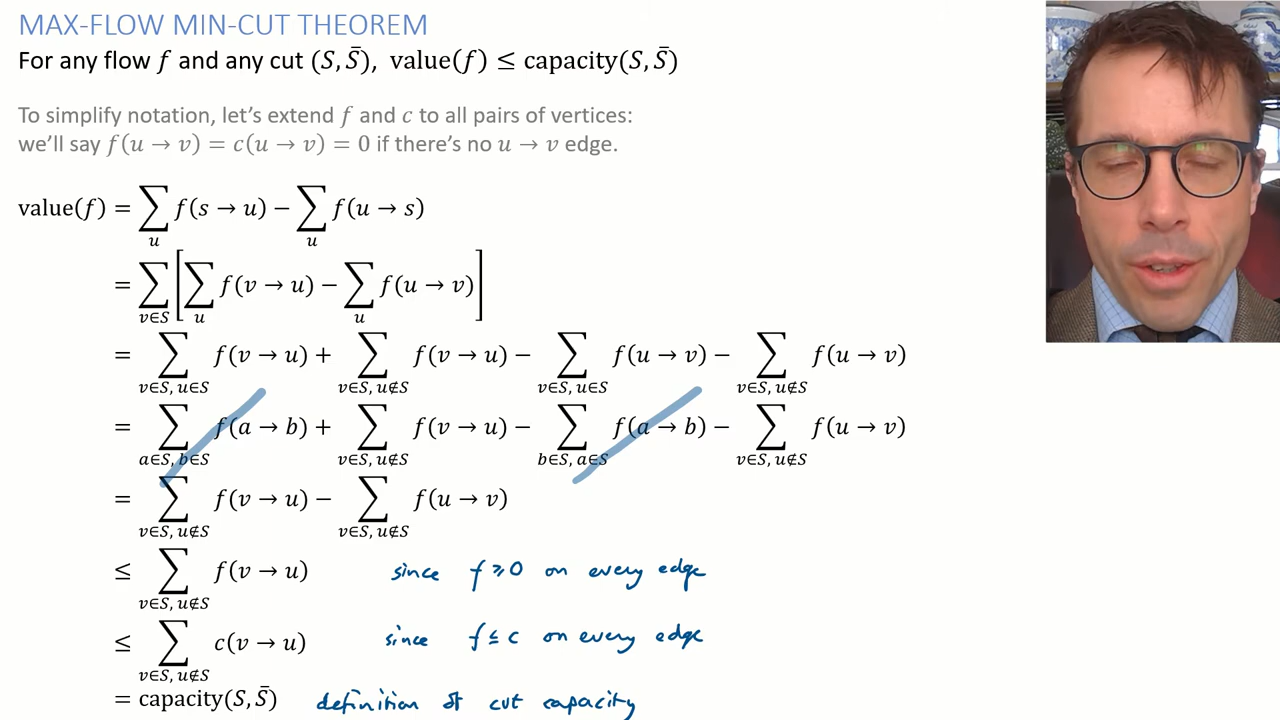 MAX-FLOW MIN-CUT THEOREM
For any flow f and any cut (S, S̄), value(f) ≤ capacity(S, S̄)
To simplify notation, let's extend f and c to all pairs of vertices:
we'll say f(u → v) = c(u → v) = 0 if there's no u → v edge.
value(f) = ∑_u f(s → u) − ∑_u f(u → s)
= ∑_{v∈S} [∑_u f(v → u) − ∑_u f(u → v)]
= ∑_{v∈S, u∈S} f(v → u) + ∑_{v∈S, u∉S} f(v → u) − ∑_{v∈S, u∈S} f(u → v) − ∑_{v∈S, u∉S} f(u → v)
= ∑_{a∈S, b∈S} f(a → b) + ∑_{v∈S, u∉S} f(v → u) − ∑_{b∈S, a∈S} f(a → b) − ∑_{v∈S, u∉S} f(u → v)
= ∑_{v∈S, u∉S} f(v → u) − ∑_{v∈S, u∉S} f(u → v)
≤ ∑_{v∈S, u∉S} f(v → u) since f ≥ 0 on every edge
≤ ∑_{v∈S, u∉S} c(v → u) since f ≤ c on every edge
= capacity(S, S̄) definition of cut capacity